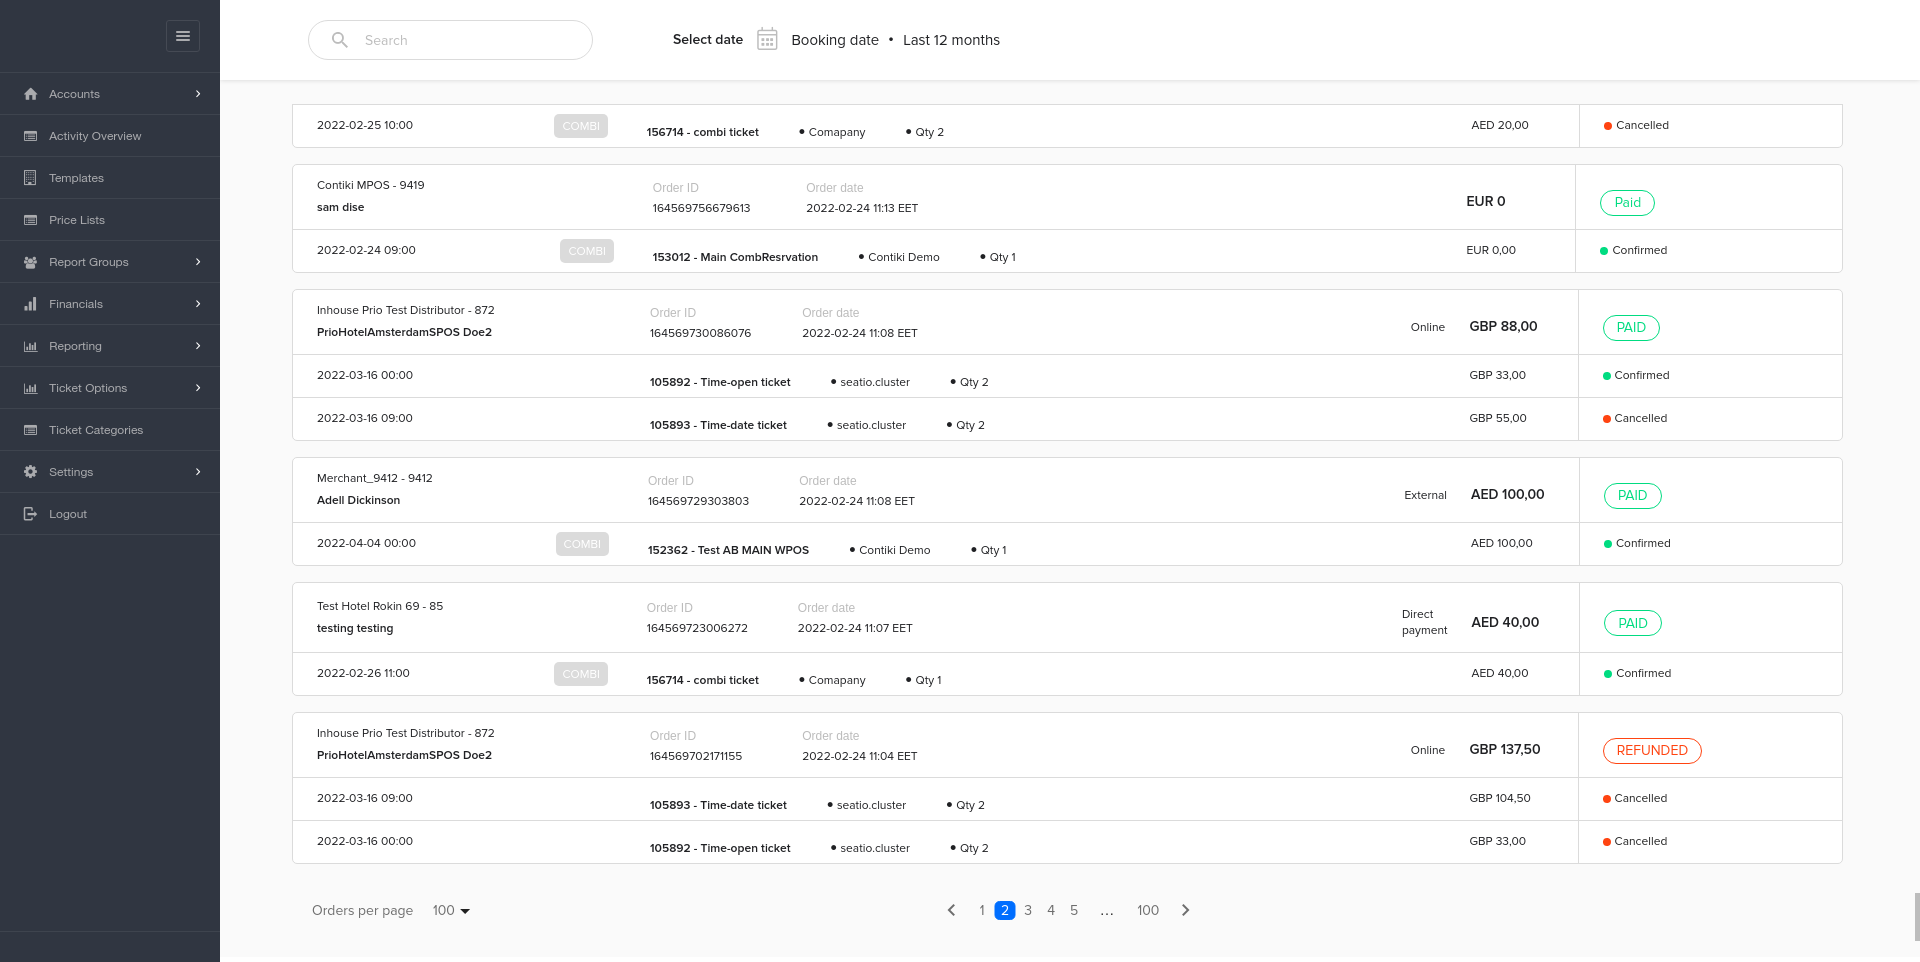 Search
Select date Booking date • Last 12 months
Accounts
Activity Overview
Templates
Price Lists
Report Groups
Financials
Reporting
Ticket Options
Ticket Categories
Settings
Logout
2022-02-25 10:00 COMBI 156714 - combi ticket • Comapany • Qty 2 AED 20,00 Cancelled
Contiki MPOS - 9419 Order ID Order date
sam dise 164569756679613 2022-02-24 11:13 EET EUR 0 Paid
2022-02-24 09:00 COMBI 153012 - Main CombResrvation • Contiki Demo • Qty 1 EUR 0,00 Confirmed
Inhouse Prio Test Distributor - 872 Order ID Order date
PrioHotelAmsterdamSPOS Doe2 164569730086076 2022-02-24 11:08 EET Online GBP 88,00 PAID
2022-03-16 00:00 105892 - Time-open ticket • seatio.cluster • Qty 2 GBP 33,00 Confirmed
2022-03-16 09:00 105893 - Time-date ticket • seatio.cluster • Qty 2 GBP 55,00 Cancelled
Merchant_9412 - 9412 Order ID Order date
Adell Dickinson 164569729303803 2022-02-24 11:08 EET External AED 100,00 PAID
2022-04-04 00:00 COMBI 152362 - Test AB MAIN WPOS • Contiki Demo • Qty 1 AED 100,00 Confirmed
Test Hotel Rokin 69 - 85 Order ID Order date Direct
testing testing 164569723006272 2022-02-24 11:07 EET payment AED 40,00 PAID
2022-02-26 11:00 COMBI 156714 - combi ticket • Comapany • Qty 1 AED 40,00 Confirmed
Inhouse Prio Test Distributor - 872 Order ID Order date
PrioHotelAmsterdamSPOS Doe2 164569702171155 2022-02-24 11:04 EET Online GBP 137,50 REFUNDED
2022-03-16 09:00 105893 - Time-date ticket • seatio.cluster • Qty 2 GBP 104,50 Cancelled
2022-03-16 00:00 105892 - Time-open ticket • seatio.cluster • Qty 2 GBP 33,00 Cancelled
Orders per page 100 1 2 3 4 5 ... 100